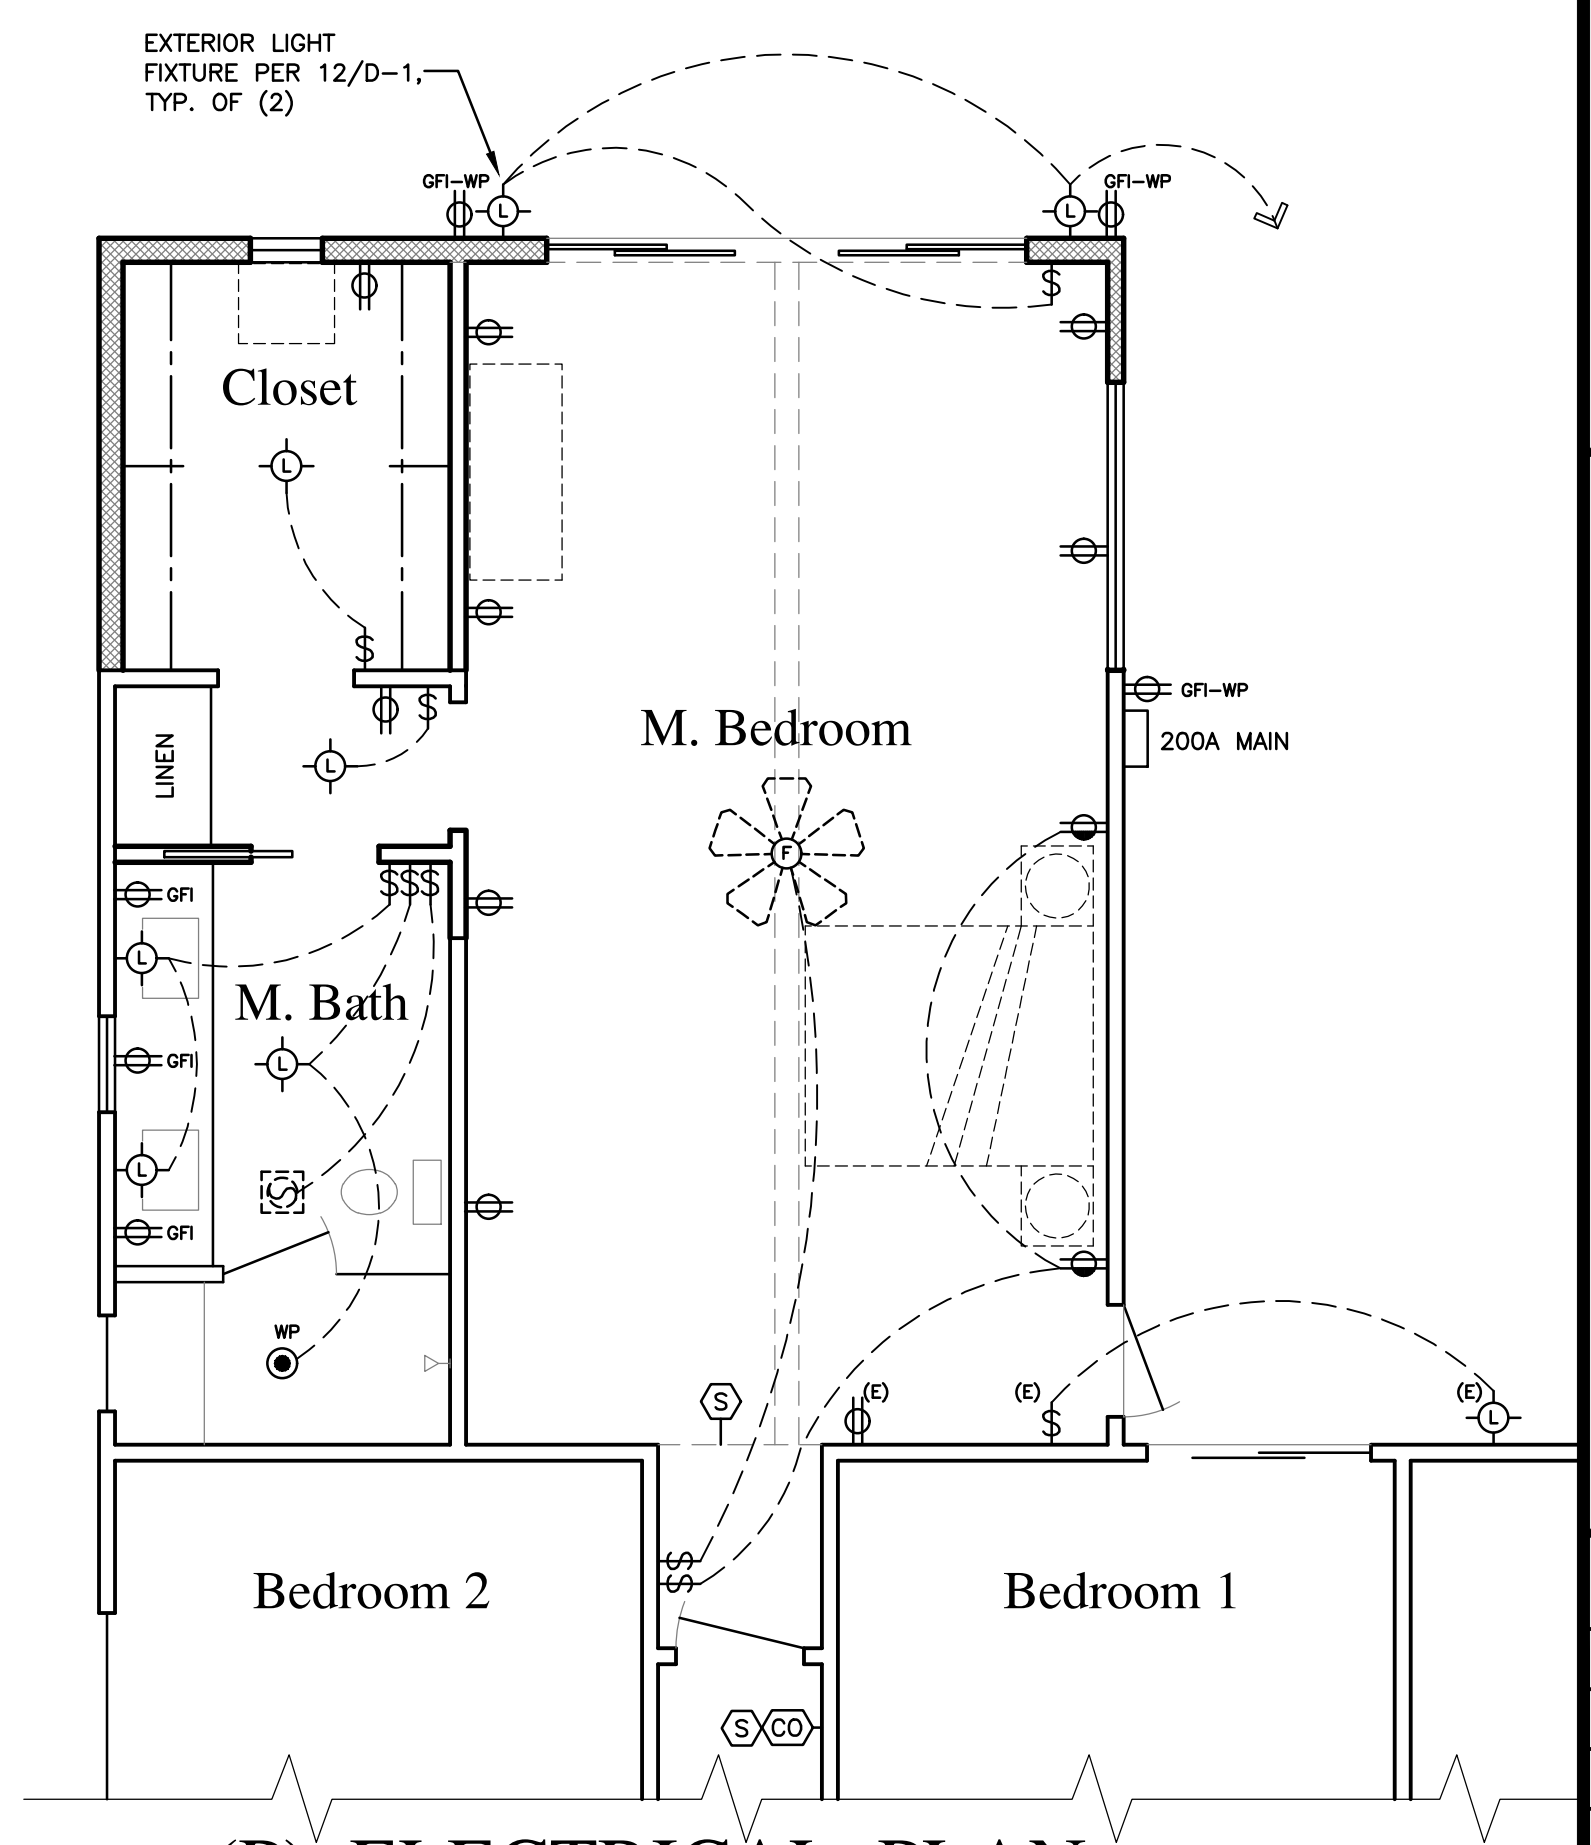 EXTERIOR LIGHT
FIXTURE PER 12/D-1,
TYP. OF (2)
GFI-WP
L
L
GFI-WP
$
$
Closet
L
$
$
GFI-WP
M. Bedroom
200A MAIN
LINEN
L
F
$ $ $
GFI
L
M. Bath
GFI
L
L
$
GFI
WP
S
(E)
(E)
$
(E)
L
$
$
Bedroom 2
Bedroom 1
S CO